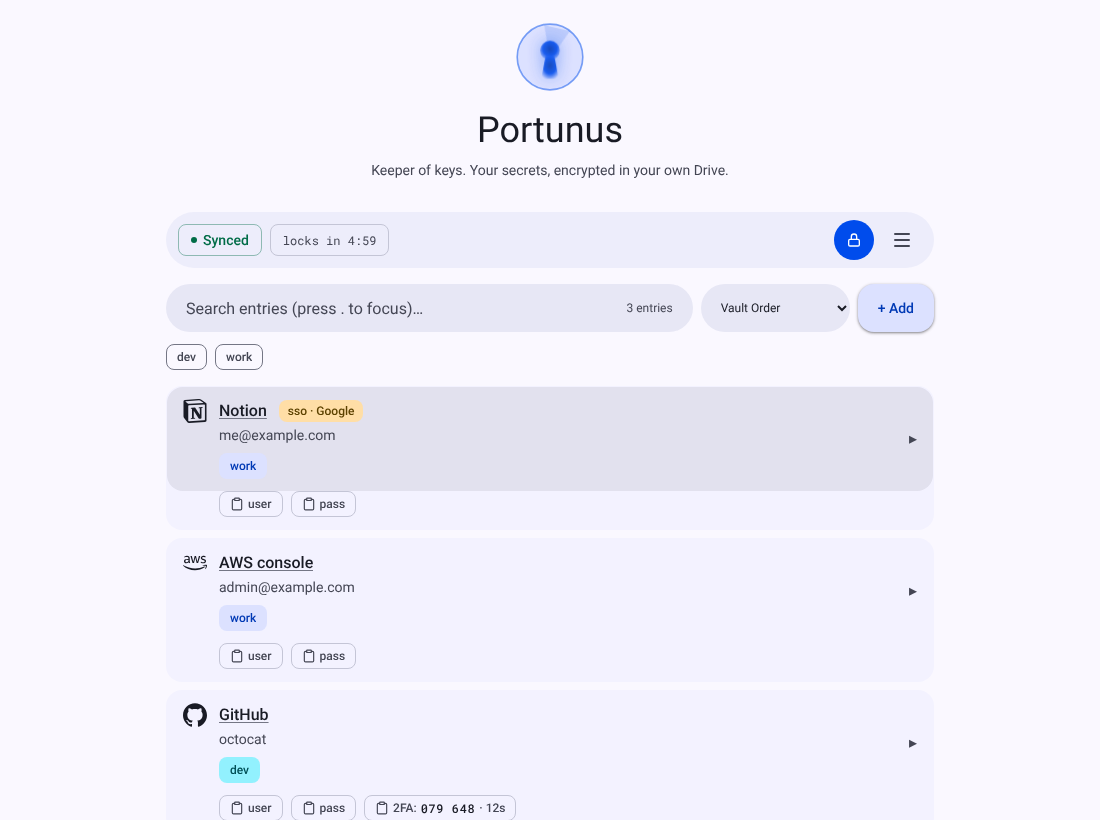 Portunus
Keeper of keys. Your secrets, encrypted in your own Drive.
Synced
locks in 4:59
Search entries (press . to focus)…
3 entries
Vault Order
+ Add
dev
work
Notion
sso · Google
me@example.com
work
user
pass
aws
AWS console
admin@example.com
work
user
pass
GitHub
octocat
dev
user
pass
2FA: 079 648 · 12s